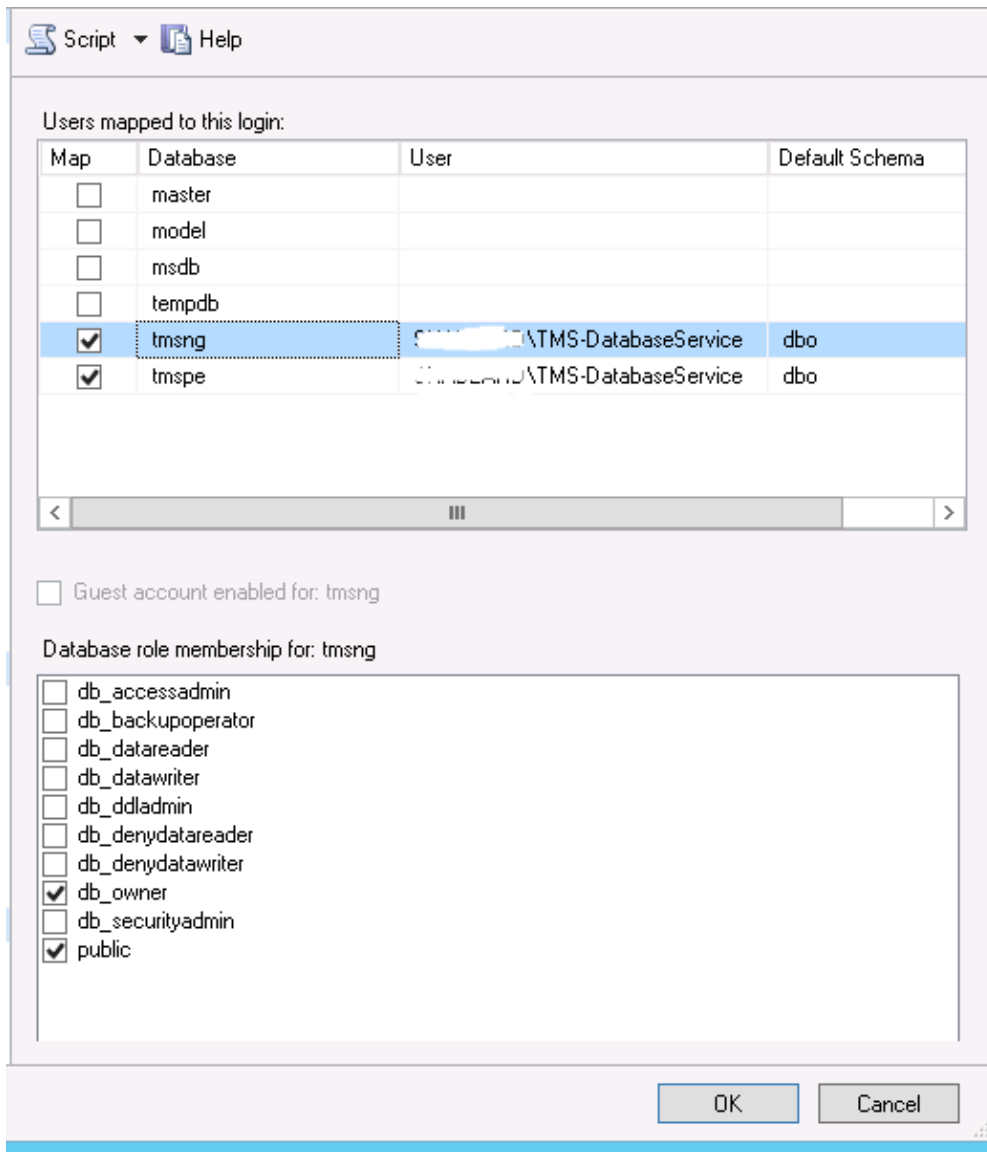 Script Help
Users mapped to this login:
Map Database User Default Schema
master
model
msdb
tempdb
tmsng \TMS-DatabaseService dbo
tmspe \TMS-DatabaseService dbo
Guest account enabled for: tmsng
Database role membership for: tmsng
db_accessadmin
db_backupoperator
db_datareader
db_datawriter
db_ddladmin
db_denydatareader
db_denydatawriter
db_owner
db_securityadmin
public
OK Cancel